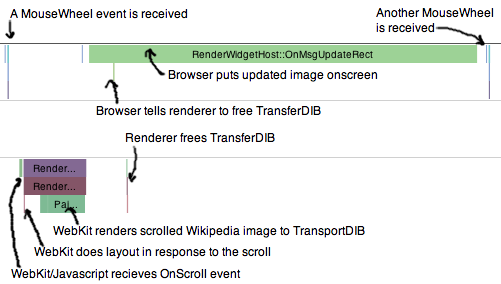 A MouseWheel event is received
Another MouseWheel
is received
RenderWidgetHost::OnMsgUpdateRect
Browser puts updated image onscreen
Browser tells renderer to free TransferDIB
Renderer frees TransferDIB
Render...
Render...
Pai...
WebKit renders scrolled Wikipedia image to TransportDIB
WebKit does layout in response to the scroll
WebKit/Javascript recieves OnScroll event